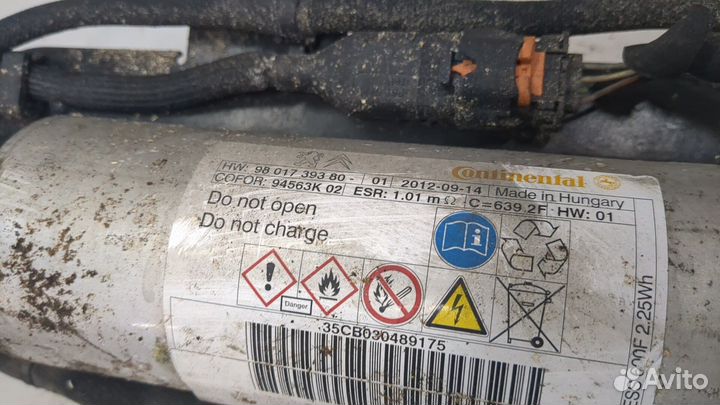 HW: 98 017 393 80 - 01 2012-09-14 Made in Hungary
COFOR: 94563K 02 ESR: 1.01 mΩ C=639.2F HW: 01
Continental
Do not open
Do not charge
Danger
35CB030489175
2.25Wh
Avito